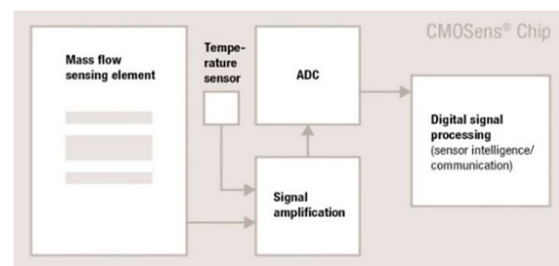 CMOSens® Chip
Mass flow
sensing element
Tempe-
rature
sensor
ADC
Digital signal
processing
(sensor intelligence/
communication)
Signal
amplification